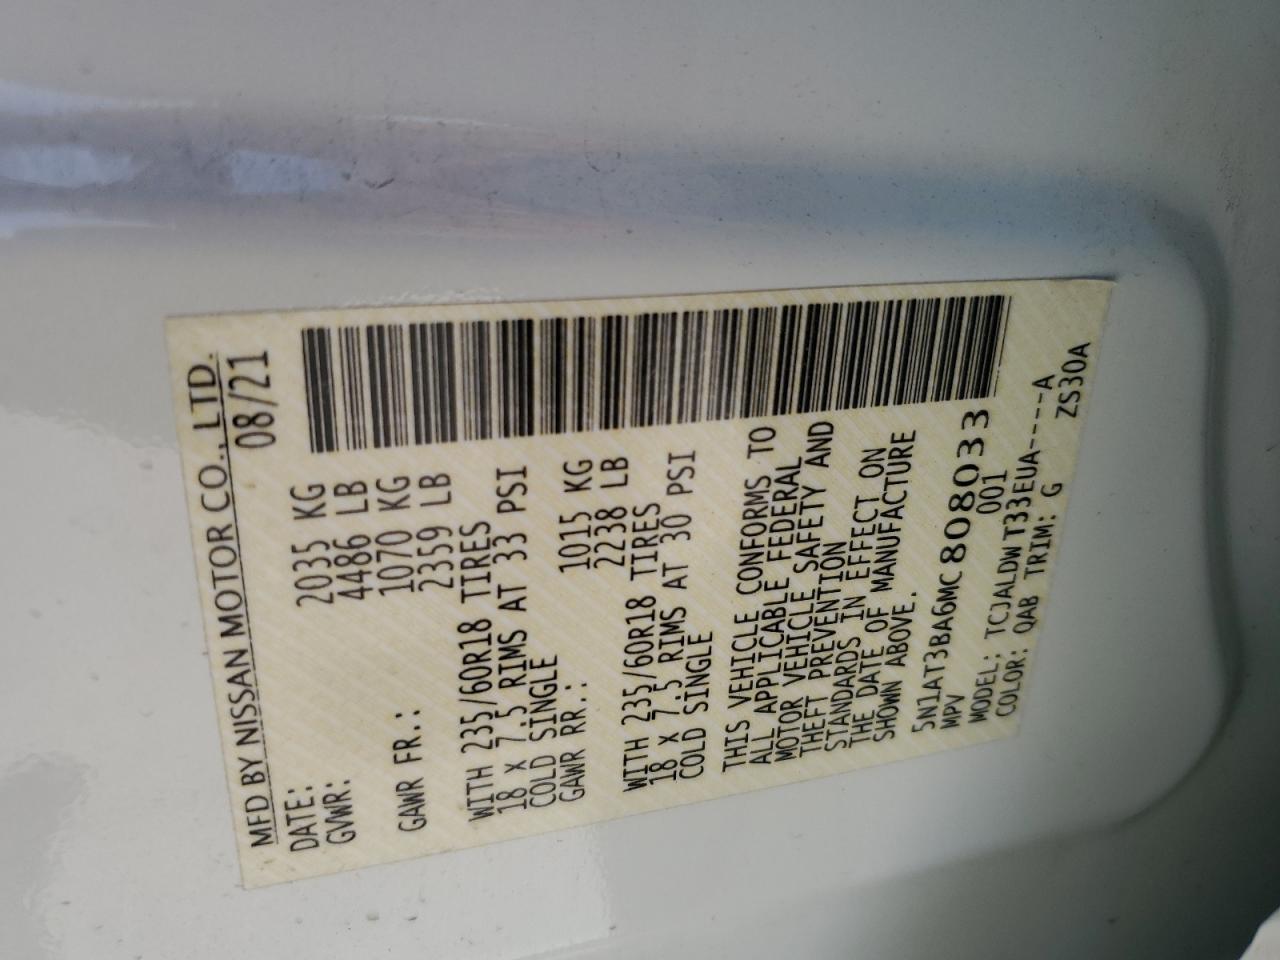 MFD BY NISSAN MOTOR CO., LTD.
DATE: 08/21
GVWR: 2035 KG
4486 LB
GAWR FR.: 1070 KG
2359 LB
WITH 235/60R18 TIRES
18 X 7.5 RIMS AT 33 PSI
COLD SINGLE
GAWR RR.: 1015 KG
2238 LB
WITH 235/60R18 TIRES
18 X 7.5 RIMS AT 30 PSI
COLD SINGLE
THIS VEHICLE CONFORMS TO
ALL APPLICABLE FEDERAL
MOTOR VEHICLE SAFETY AND
THEFT PREVENTION
STANDARDS IN EFFECT ON
THE DATE OF MANUFACTURE
SHOWN ABOVE.
5N1AT3BA6MC808033
MPV 001
MODEL: TCJALDWT33EUA----A
COLOR: QAB TRIM: G ZS30A